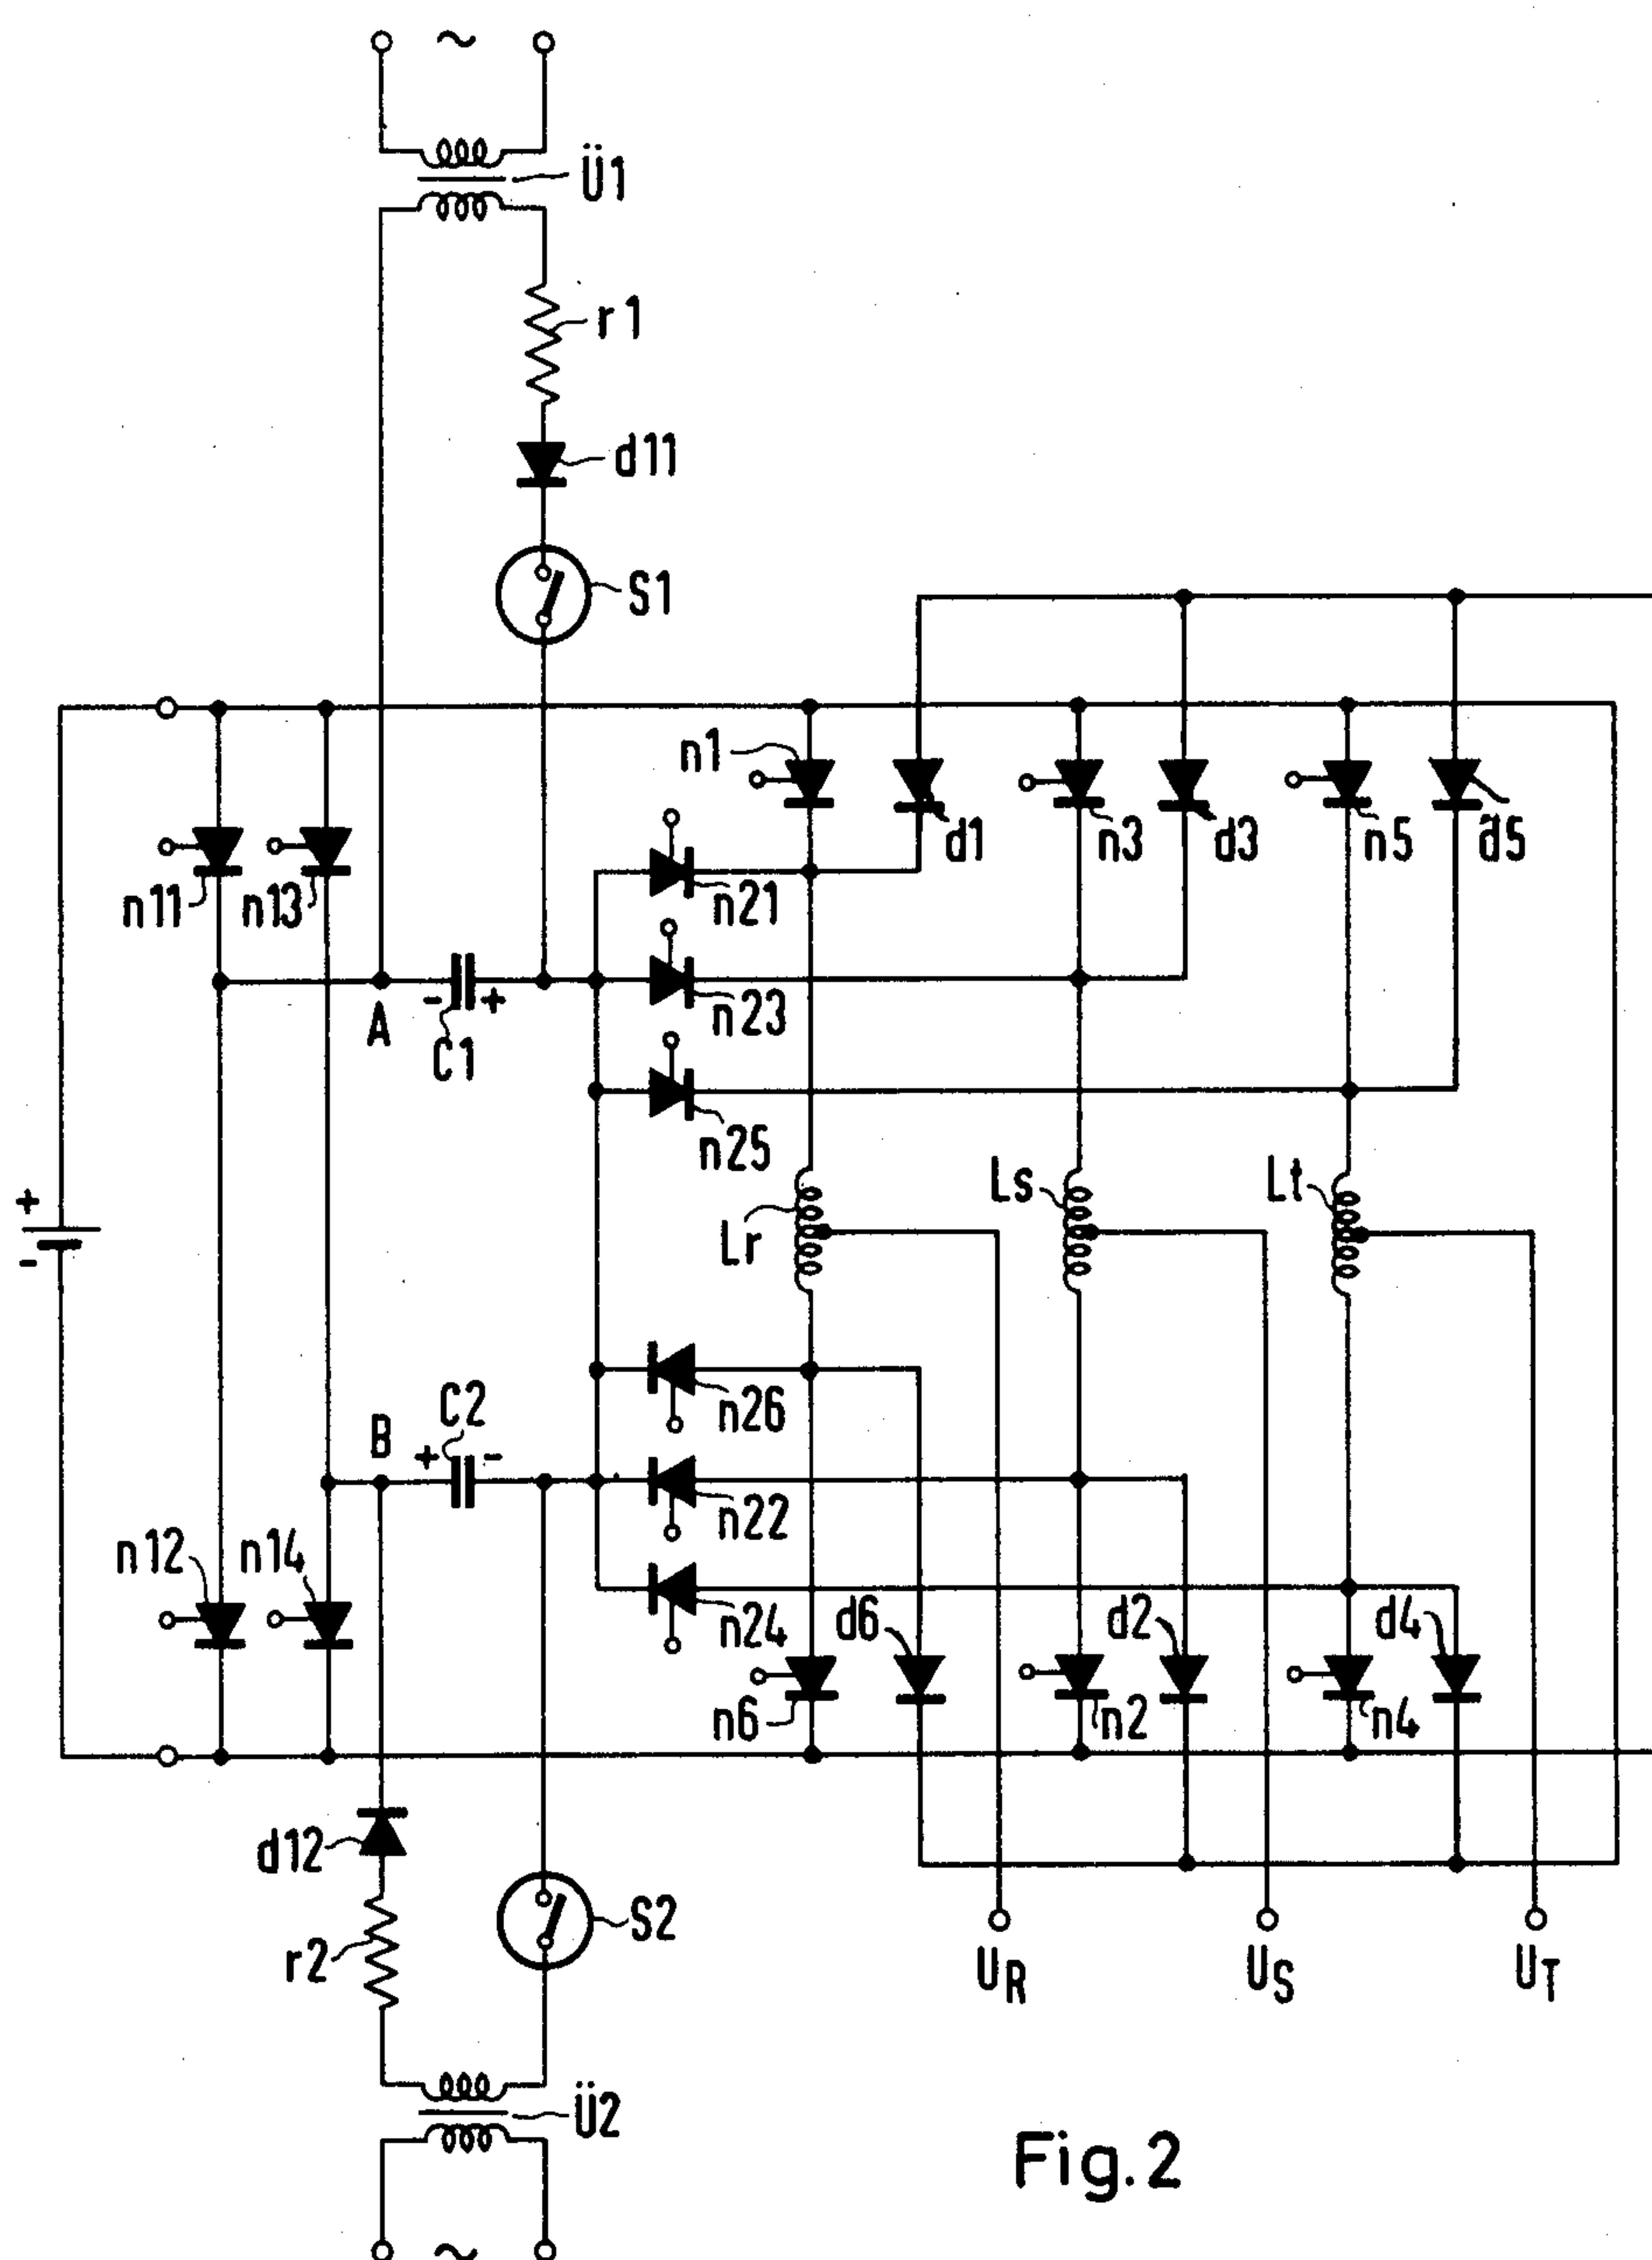 ~
Ü1
r1
d11
S1
n1
d1
n3
d3
n5
d5
n11
n13
n21
n23
n25
A
- +
C1
+
-
Lr
Ls
Lt
B
C2
+ -
n26
n22
n24
n12
n14
d6
d2
d4
n6
n2
n4
d12
r2
S2
UR
US
UT
Ü2
~
Fig.2